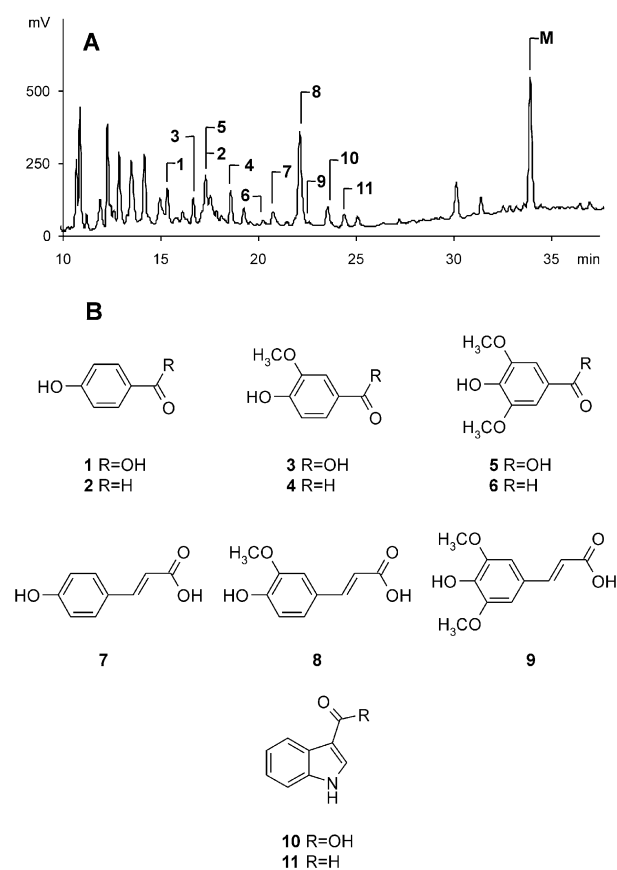 mV
A
M
8
500
5
3
2
7
10
250
1
4
9
11
6
0
10 15 20 25 30 35 min
B
R
HO
O
1 R=OH
2 R=H
H₃CO
R
HO
O
3 R=OH
4 R=H
H₃CO
R
HO
O
H₃CO
5 R=OH
6 R=H
O
HO
OH
7
H₃CO
O
HO
OH
8
H₃CO
O
HO
OH
H₃CO
9
O
R
N
H
10 R=OH
11 R=H